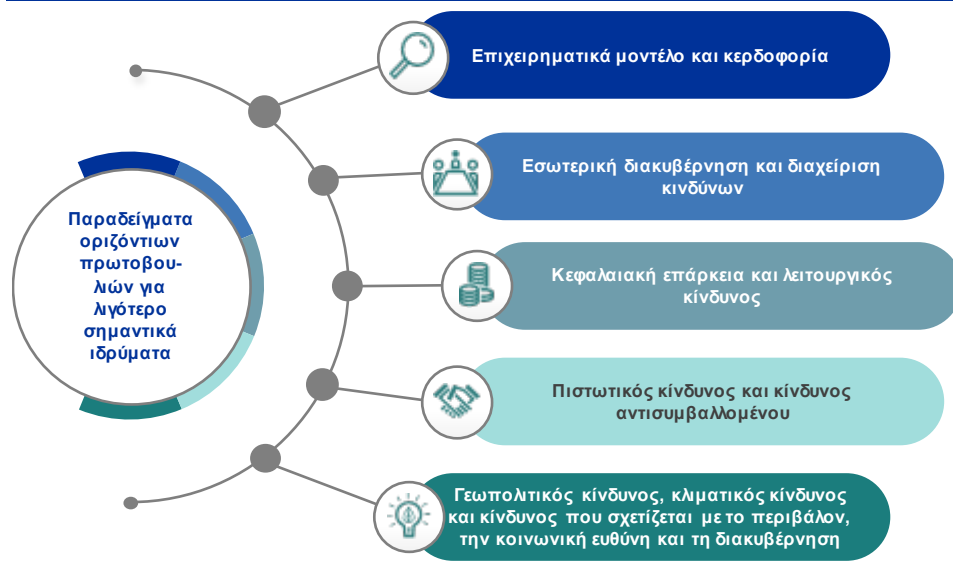 Επιχειρηματικά μοντέλο και κερδοφορία
Εσωτερική διακυβέρνηση και διαχείριση
κινδύνων
Παραδείγματα
οριζόντιων
πρωτοβου-
λιών για
λιγότερο
σημαντικά
ιδρύματα
Κεφαλαιακή επάρκεια και λειτουργικός
κίνδυνος
Πιστωτικός κίνδυνος και κίνδυνος
αντισυμβαλλομένου
Γεωπολιτικός κίνδυνος, κλιματικός κίνδυνος
και κίνδυνος που σχετίζεται με το περιβάλον,
την κοινωνική ευθύνη και τη διακυβέρνηση